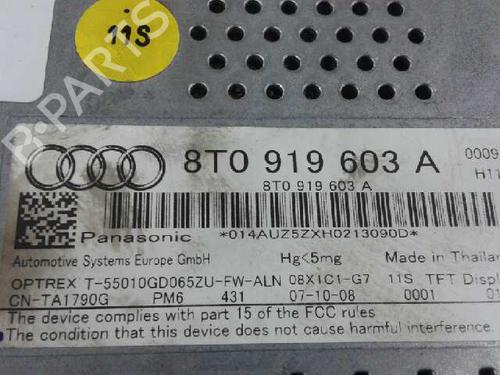 11S
8T0 919 603 A
0009
8T0 919 603 A
H11
Panasonic
*014AUZ5ZXH0213090D*
Automotive Systems Europe GmbH
Hg<5mg
Made in Thailan
OPTREX T-55010GD065ZU-FW-ALN
08X1C1-G7
11S TFT Displ
CN-TA1790G
PM6
431
07-10-08
0001
01
The device complies with part 15 of the FCC rules
on the condition that this device does not cause harmful interference.
R-PARTS